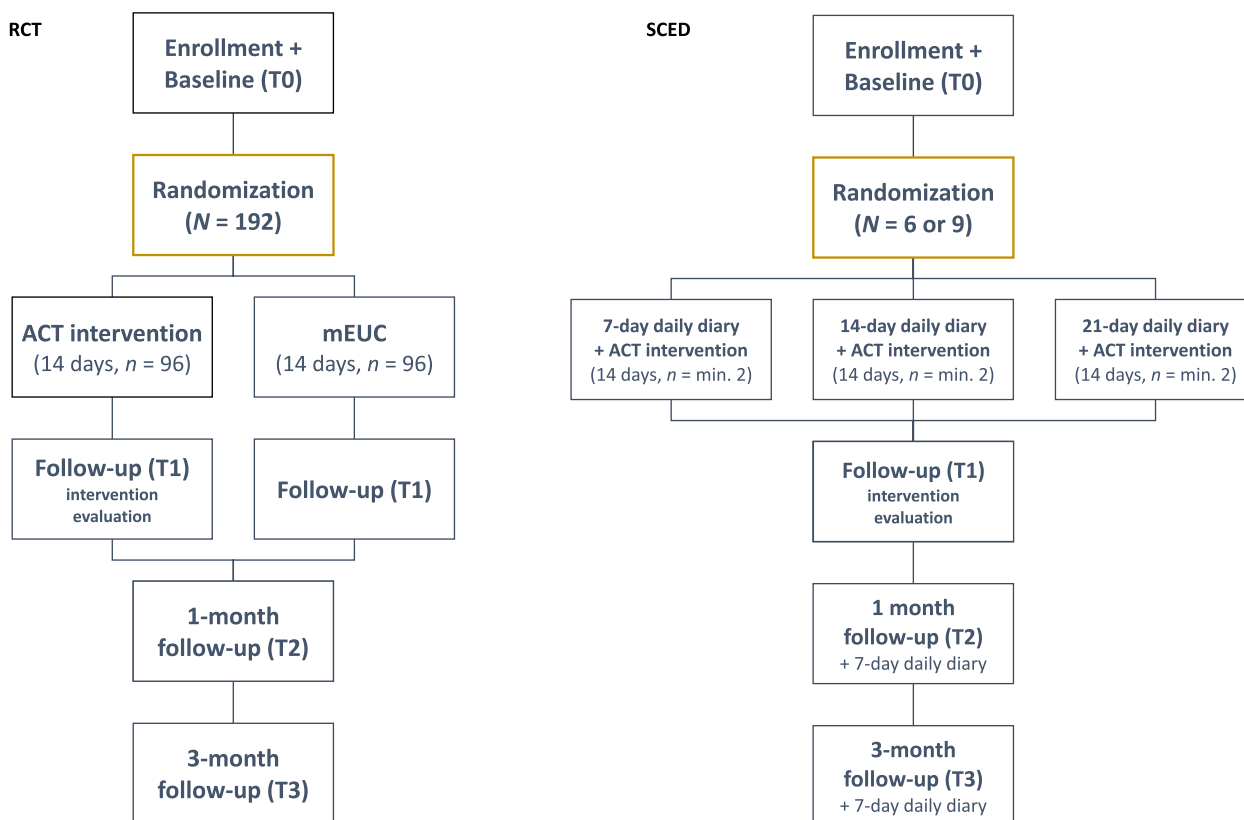 RCT
Enrollment +
Baseline (T0)
Randomization
(N = 192)
ACT intervention
(14 days, n = 96)
mEUC
(14 days, n = 96)
Follow-up (T1)
intervention
evaluation
Follow-up (T1)
1-month
follow-up (T2)
3-month
follow-up (T3)
SCED
Enrollment +
Baseline (T0)
Randomization
(N = 6 or 9)
7-day daily diary
+ ACT intervention
(14 days, n = min. 2)
14-day daily diary
+ ACT intervention
(14 days, n = min. 2)
21-day daily diary
+ ACT intervention
(14 days, n = min. 2)
Follow-up (T1)
intervention
evaluation
1 month
follow-up (T2)
+ 7-day daily diary
3-month
follow-up (T3)
+ 7-day daily diary